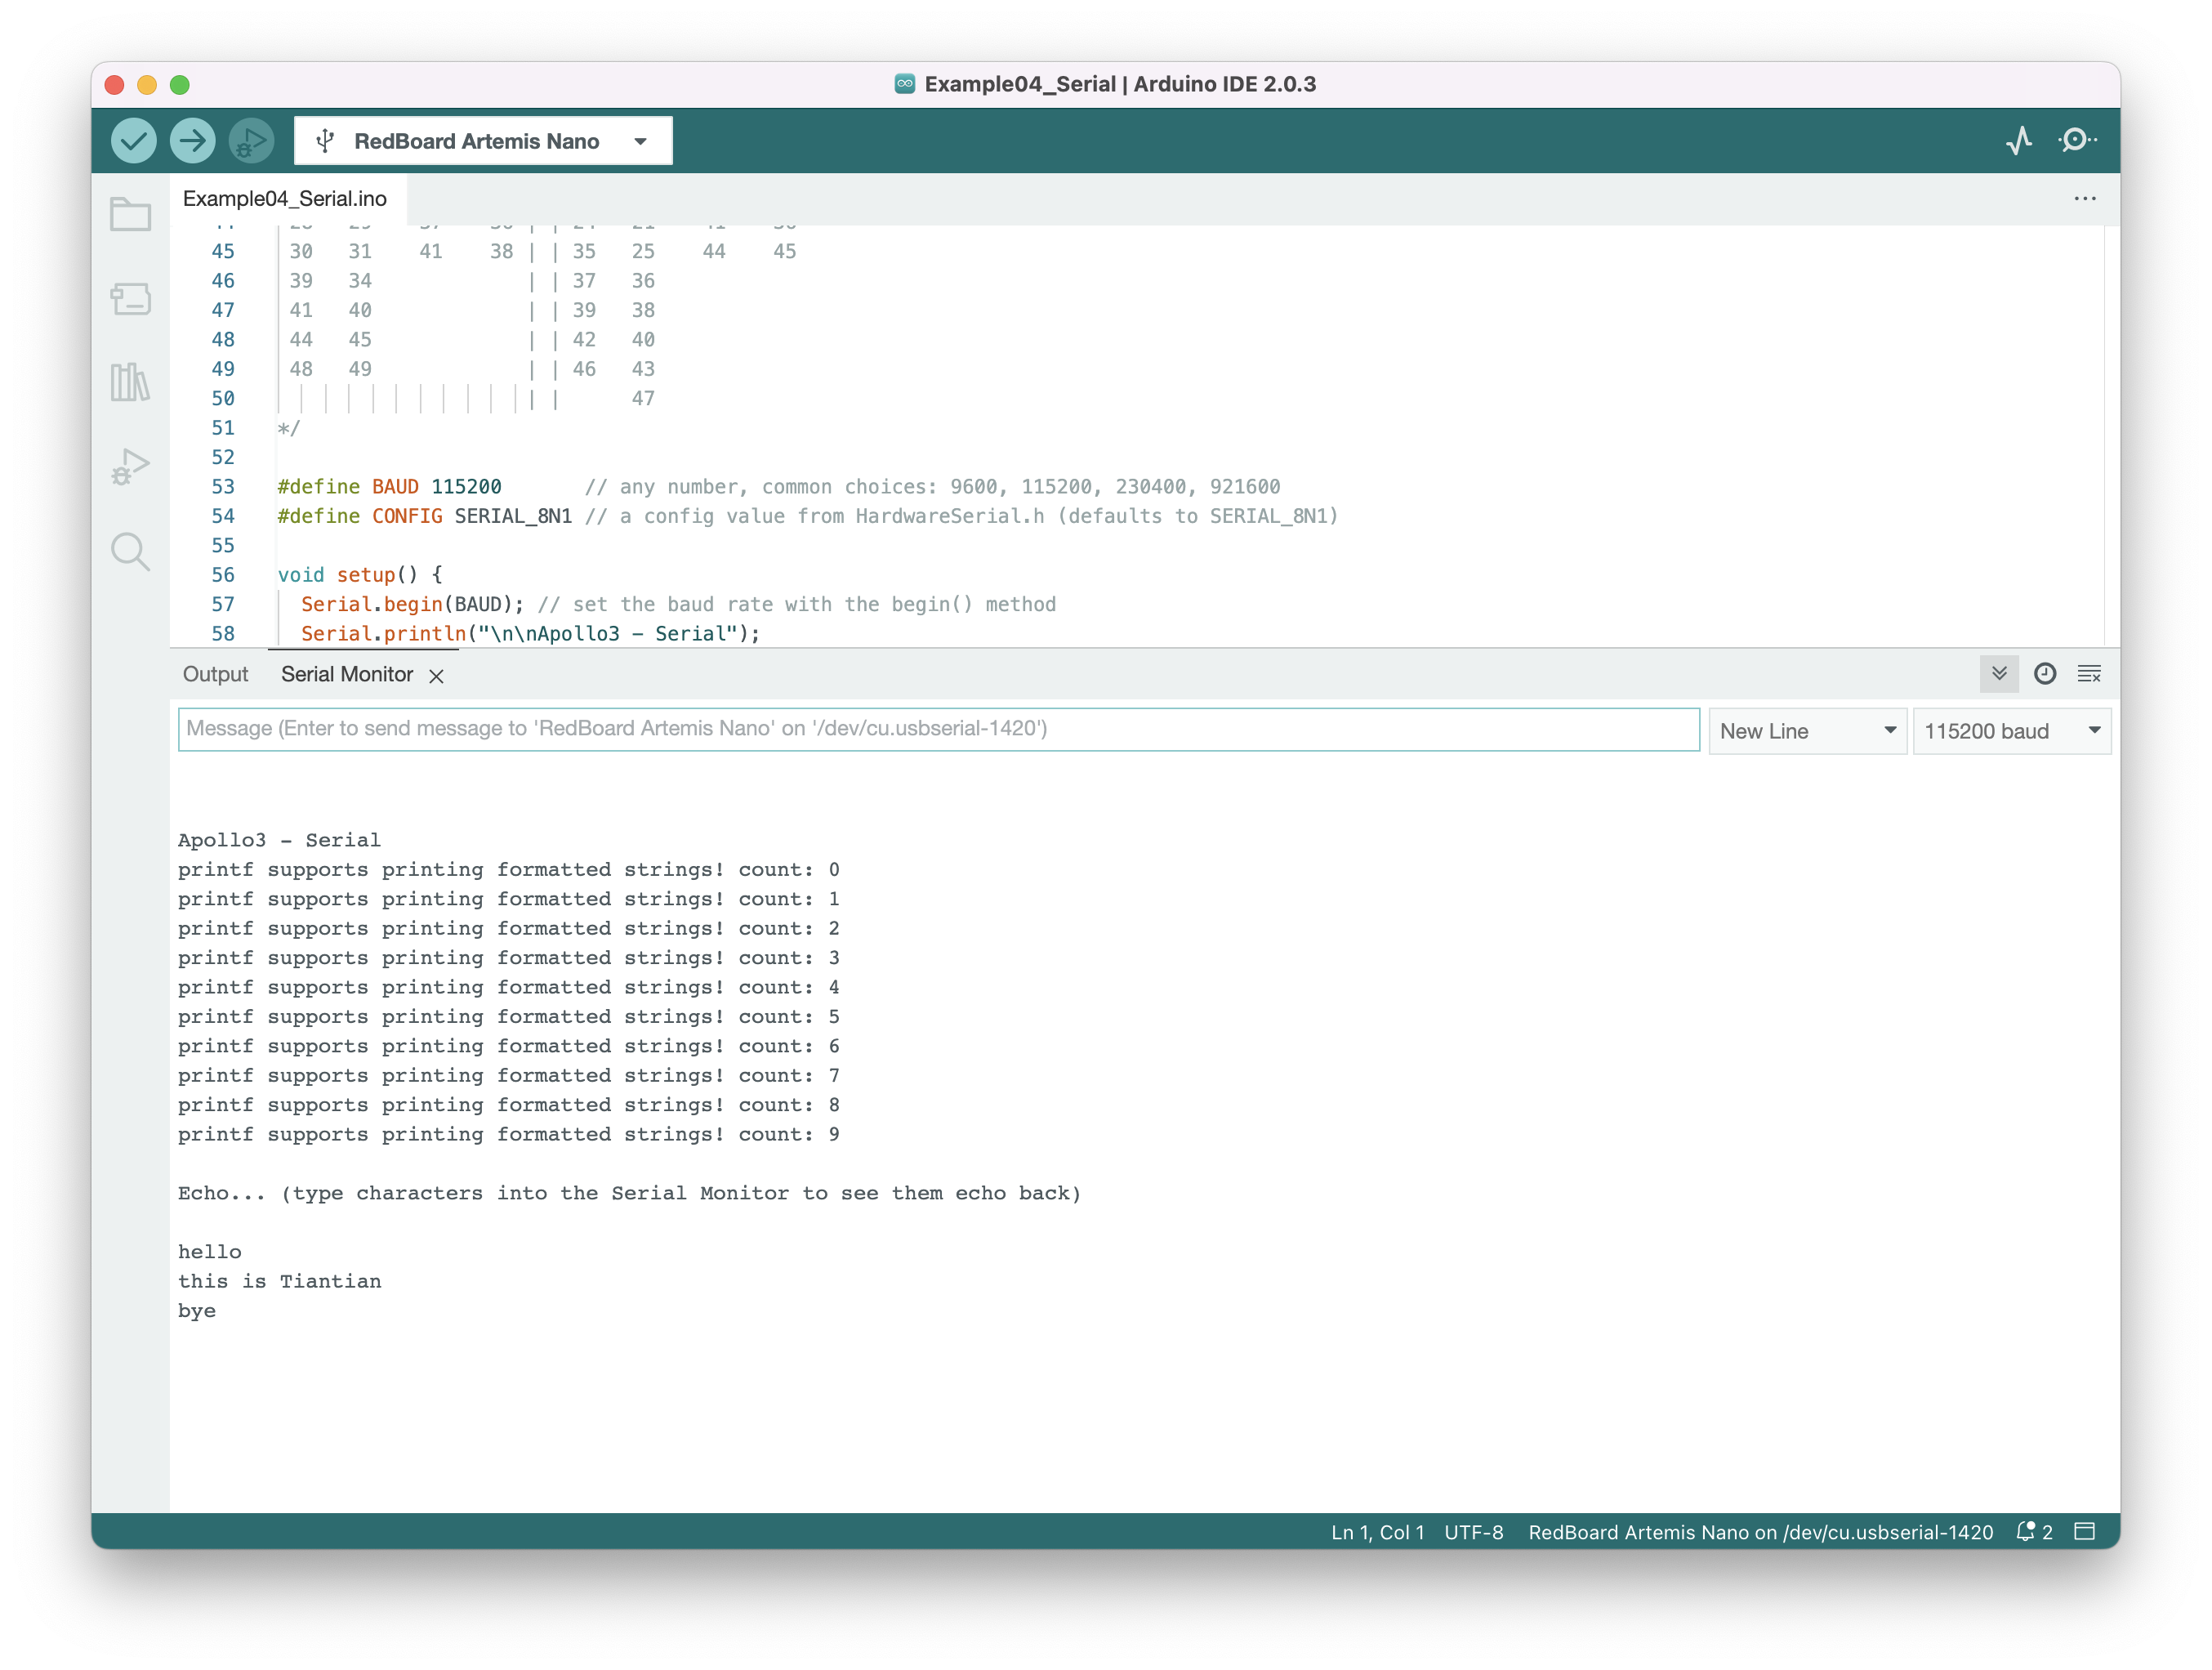 Example04_Serial | Arduino IDE 2.0.3
RedBoard Artemis Nano
Example04_Serial.ino
45 30 31 41 38 | | 35 25 44 45
46 39 34 | | 37 36
47 41 40 | | 39 38
48 44 45 | | 42 40
49 48 49 | | 46 43
50 | | 47
51 */
52
53 #define BAUD 115200 // any number, common choices: 9600, 115200, 230400, 921600
54 #define CONFIG SERIAL_8N1 // a config value from HardwareSerial.h (defaults to SERIAL_8N1)
55
56 void setup() {
57 Serial.begin(BAUD); // set the baud rate with the begin() method
58 Serial.println("\n\nApollo3 - Serial");
Output Serial Monitor
Message (Enter to send message to 'RedBoard Artemis Nano' on '/dev/cu.usbserial-1420')
New Line 115200 baud
Apollo3 - Serial
printf supports printing formatted strings! count: 0
printf supports printing formatted strings! count: 1
printf supports printing formatted strings! count: 2
printf supports printing formatted strings! count: 3
printf supports printing formatted strings! count: 4
printf supports printing formatted strings! count: 5
printf supports printing formatted strings! count: 6
printf supports printing formatted strings! count: 7
printf supports printing formatted strings! count: 8
printf supports printing formatted strings! count: 9
Echo... (type characters into the Serial Monitor to see them echo back)
hello
this is Tiantian
bye
Ln 1, Col 1 UTF-8 RedBoard Artemis Nano on /dev/cu.usbserial-1420 2